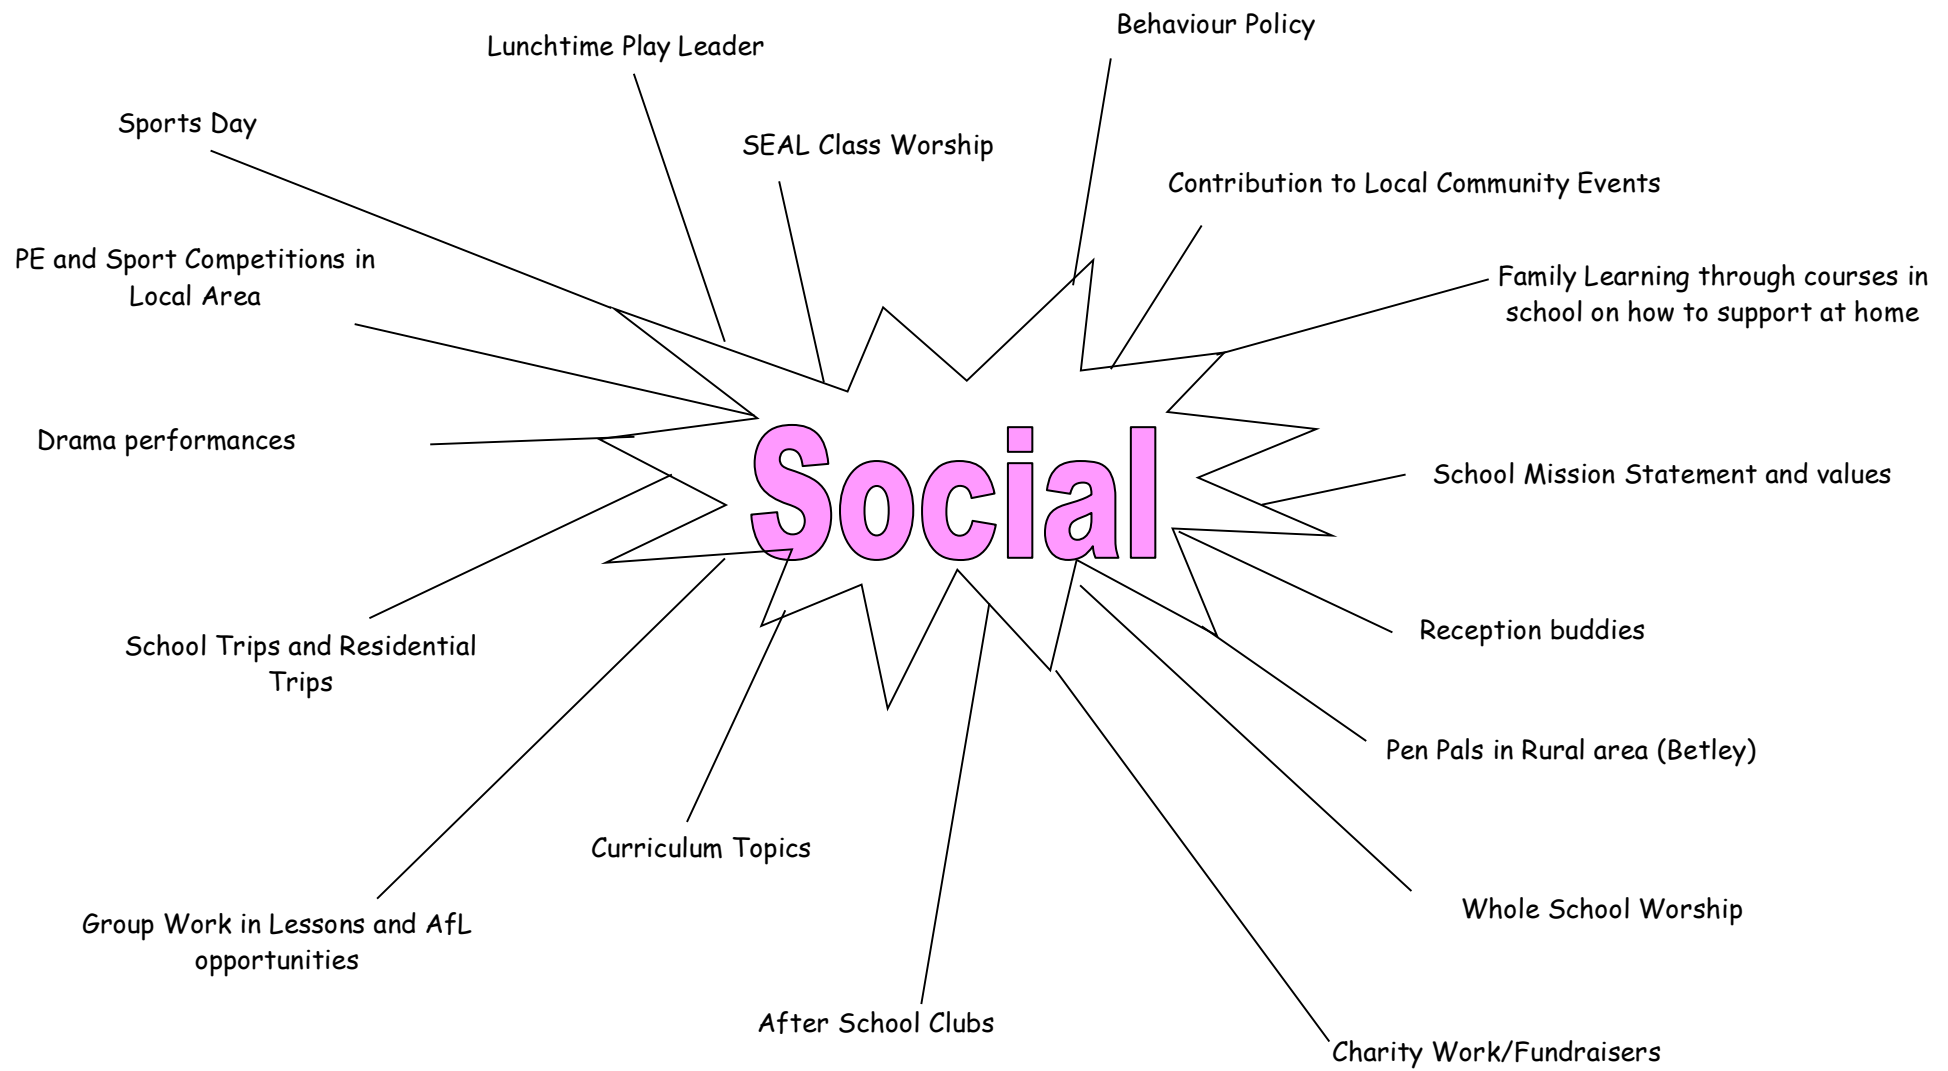 Behaviour Policy
Lunchtime Play Leader
Sports Day
SEAL Class Worship
Contribution to Local Community Events
PE and Sport Competitions in
Local Area
Family Learning through courses in
school on how to support at home
Drama performances
Social
School Mission Statement and values
School Trips and Residential
Trips
Reception buddies
Pen Pals in Rural area (Betley)
Curriculum Topics
Whole School Worship
Group Work in Lessons and AfL
opportunities
After School Clubs
Charity Work/Fundraisers